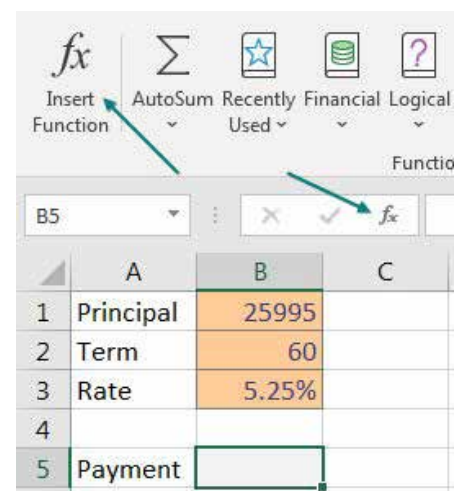 fx
Insert Function
AutoSum
Recently Used
Financial
Logical
Functio
B5
fx
A B C
1 Principal 25995
2 Term 60
3 Rate 5.25%
4
5 Payment